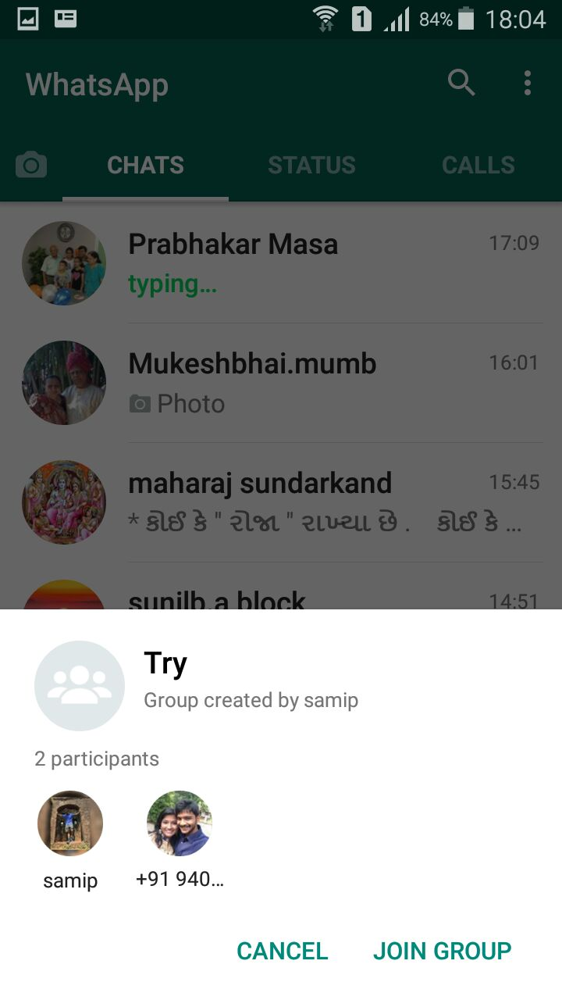 84% 18:04
WhatsApp
CHATS STATUS CALLS
Prabhakar Masa 17:09
typing...
Mukeshbhai.mumb 16:01
Photo
maharaj sundarkand 15:45
* કોઈ કે " રોજા " રાખ્યા છે . કોઈ કે ...
sunilb.a block 14:51
Try
Group created by samip
2 participants
samip +91 940...
CANCEL JOIN GROUP